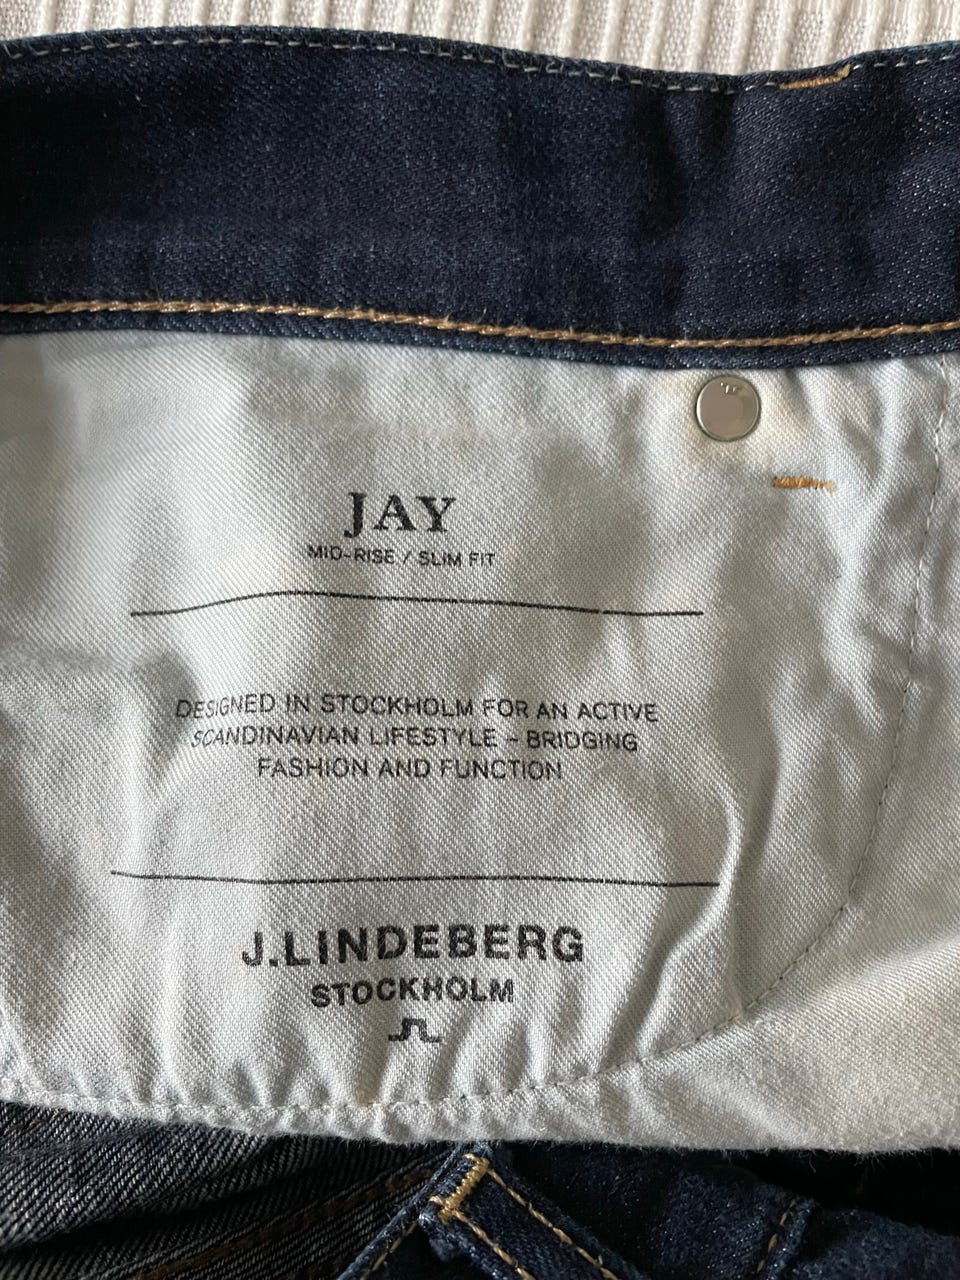 JAY
MID-RISE / SLIM FIT
DESIGNED IN STOCKHOLM FOR AN ACTIVE
SCANDINAVIAN LIFESTYLE - BRIDGING
FASHION AND FUNCTION
J.LINDEBERG
STOCKHOLM